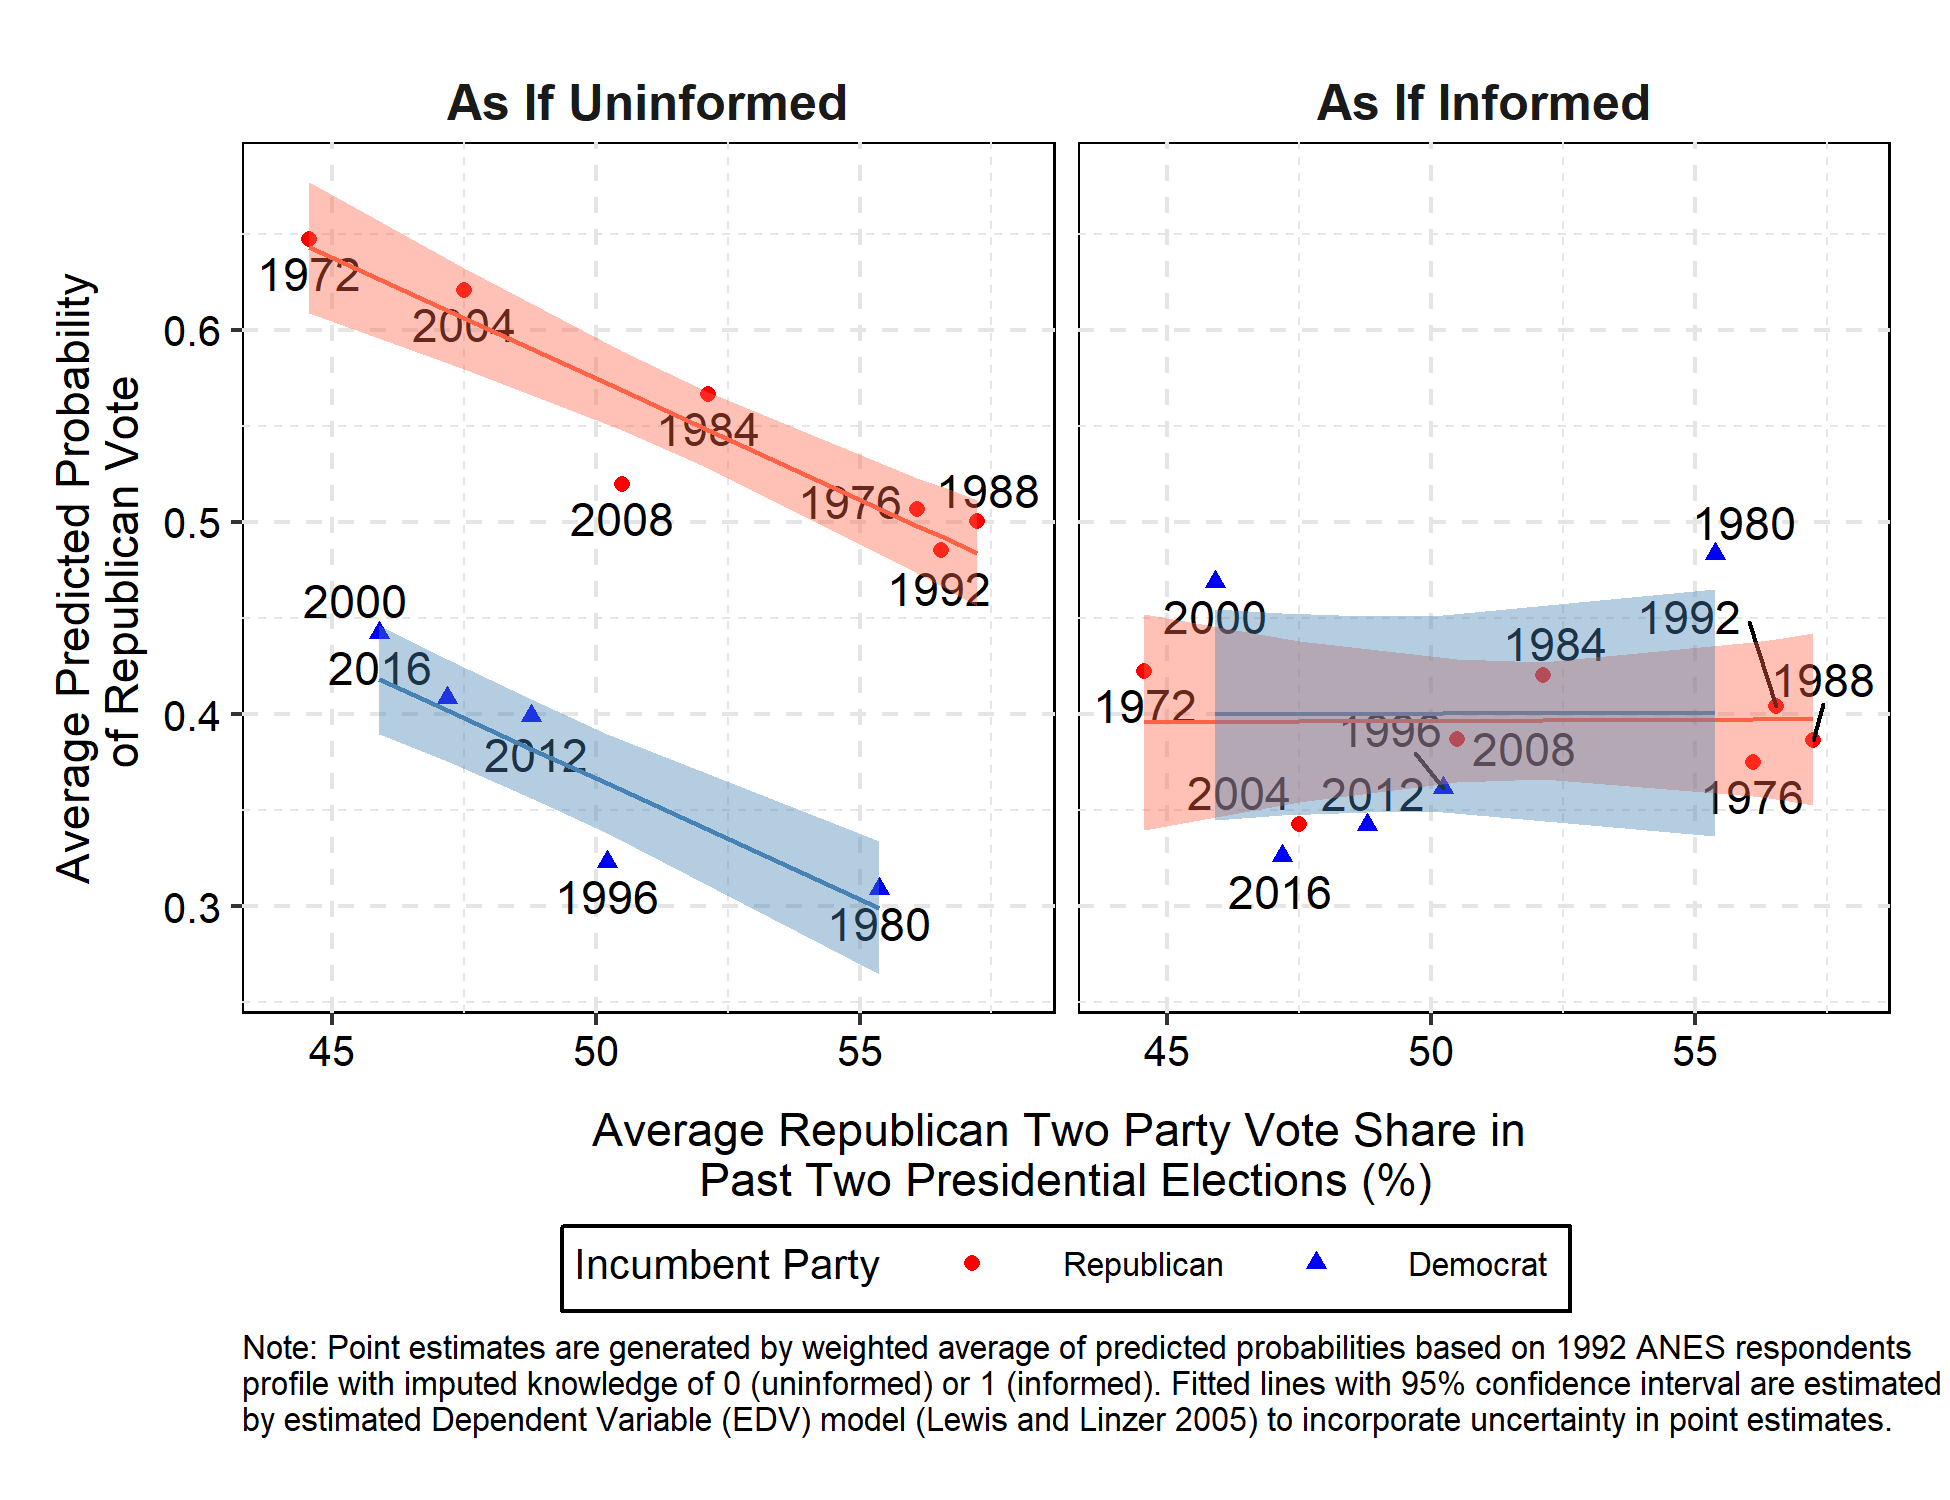 As If Uninformed
As If Informed
Average Predicted Probability
of Republican Vote
0.6
0.5
0.4
0.3
1972
2004
1984
2008
1976
1988
1992
2000
2016
2012
1996
1980
1980
2000
1992
1984
1988
1972
1996
2008
2004
2012
1976
2016
45
50
55
45
50
55
Average Republican Two Party Vote Share in
Past Two Presidential Elections (%)
Incumbent Party
Republican
Democrat
Note: Point estimates are generated by weighted average of predicted probabilities based on 1992 ANES respondents
profile with imputed knowledge of 0 (uninformed) or 1 (informed). Fitted lines with 95% confidence interval are estimated
by estimated Dependent Variable (EDV) model (Lewis and Linzer 2005) to incorporate uncertainty in point estimates.